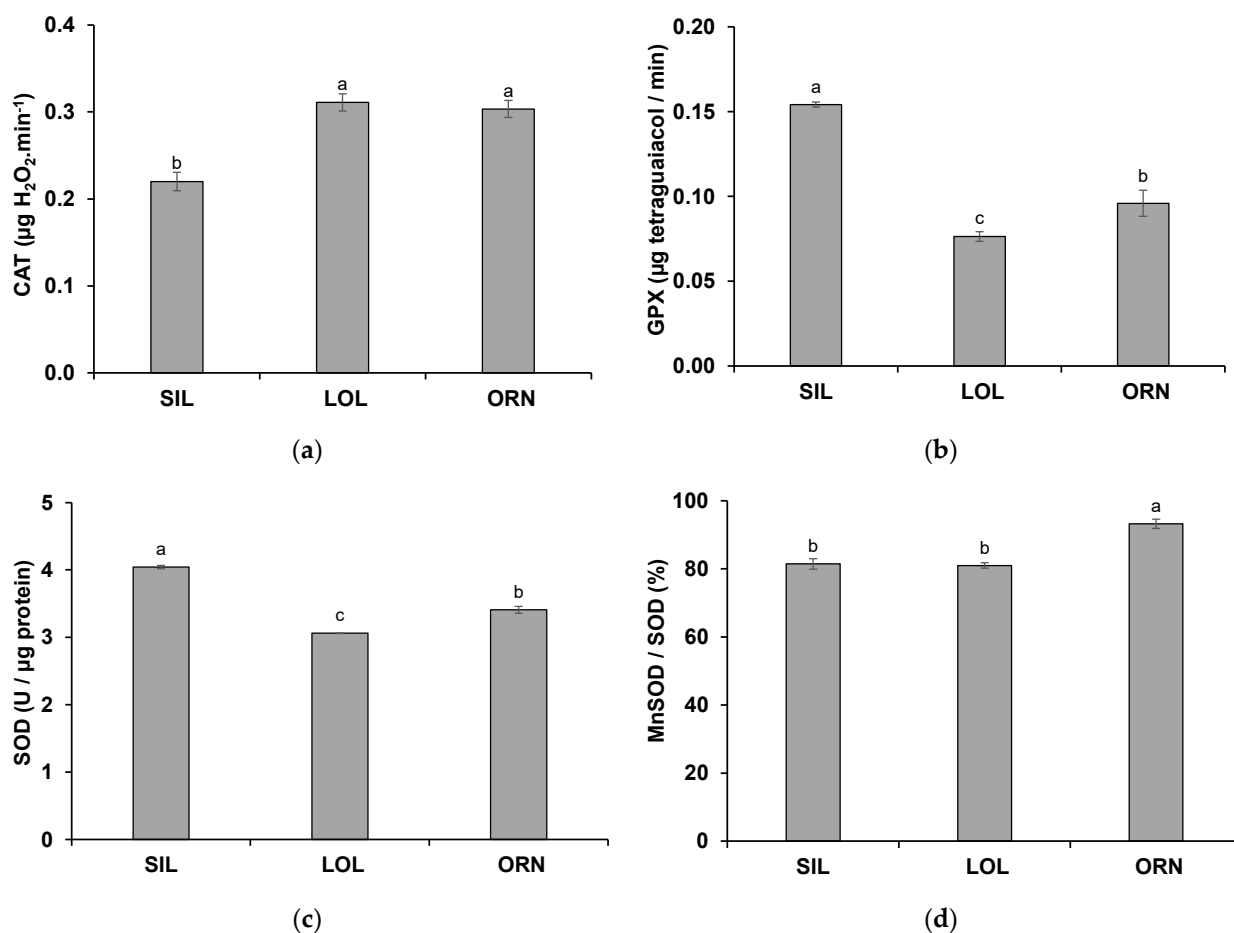 CAT (µg H₂O₂.min⁻¹)
0.4
0.3
0.2
0.1
0.0
b
a
a
SIL LOL ORN
(a)
GPX (µg tetraguaiacol / min)
0.20
0.15
0.10
0.05
0.00
a
c
b
SIL LOL ORN
(b)
SOD (U / µg protein)
5
4
3
2
1
0
a
c
b
SIL LOL ORN
(c)
MnSOD / SOD (%)
100
80
60
40
20
0
b
b
a
SIL LOL ORN
(d)